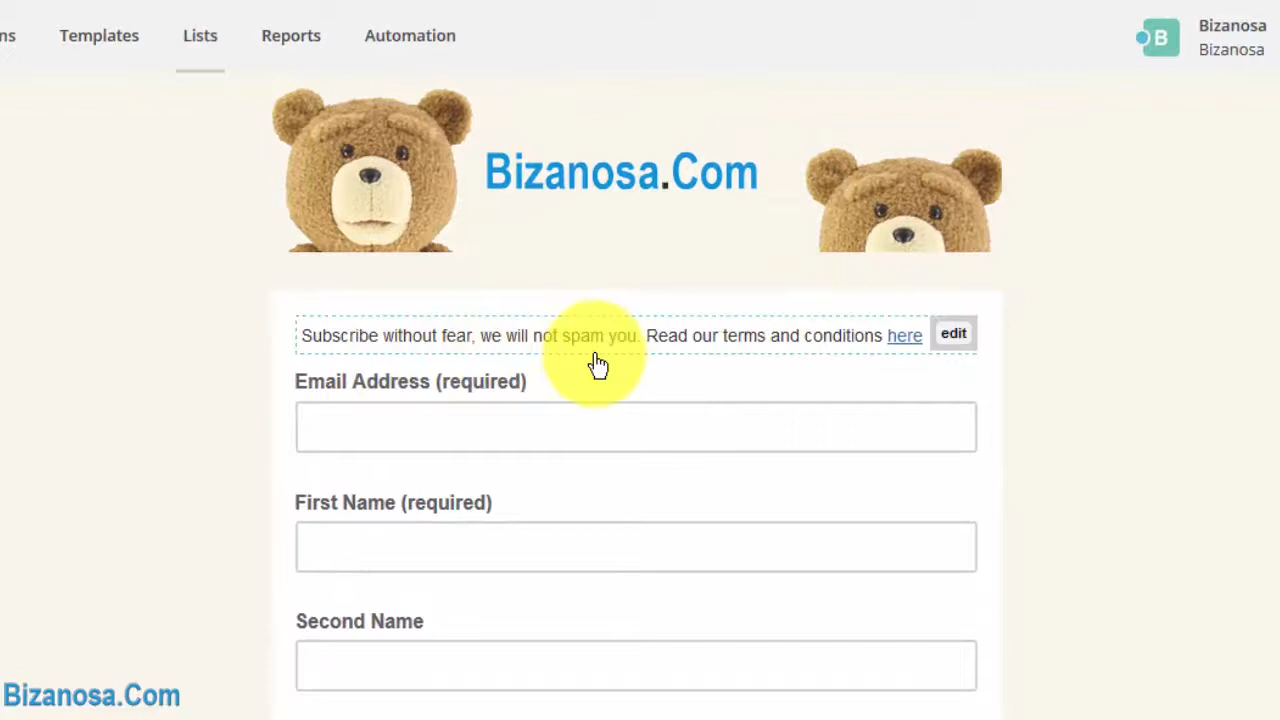 ns Templates Lists Reports Automation
B Bizanosa
Bizanosa
Bizanosa.Com
Subscribe without fear, we will not spam you. Read our terms and conditions here edit
Email Address (required)
First Name (required)
Second Name
Bizanosa.Com